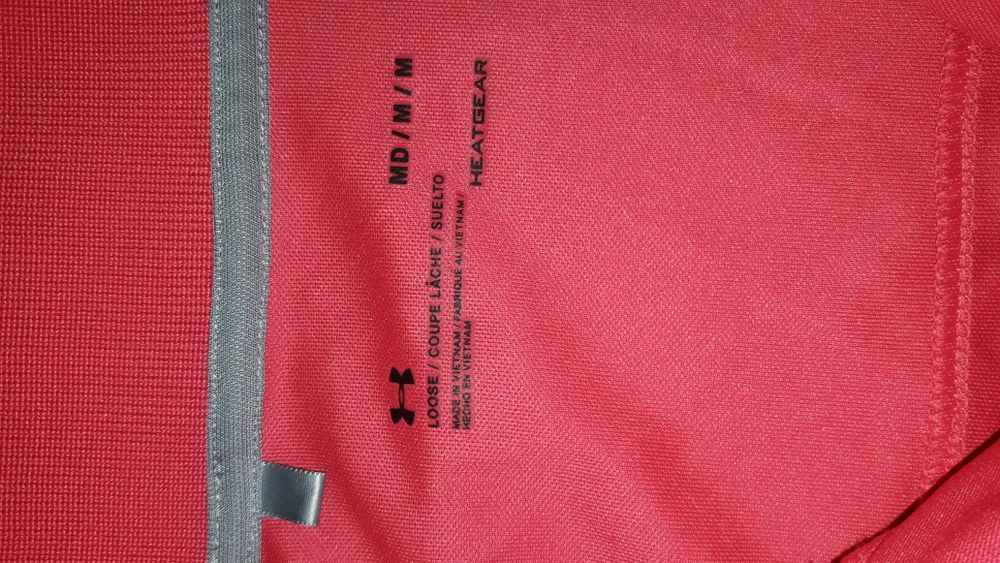 MD / M / M
LOOSE / COUPE LÂCHE / SUELTO
MADE IN VIETNAM / FABRIQUÉ AU VIETNAM /
HECHO EN VIETNAM
HEATGEAR